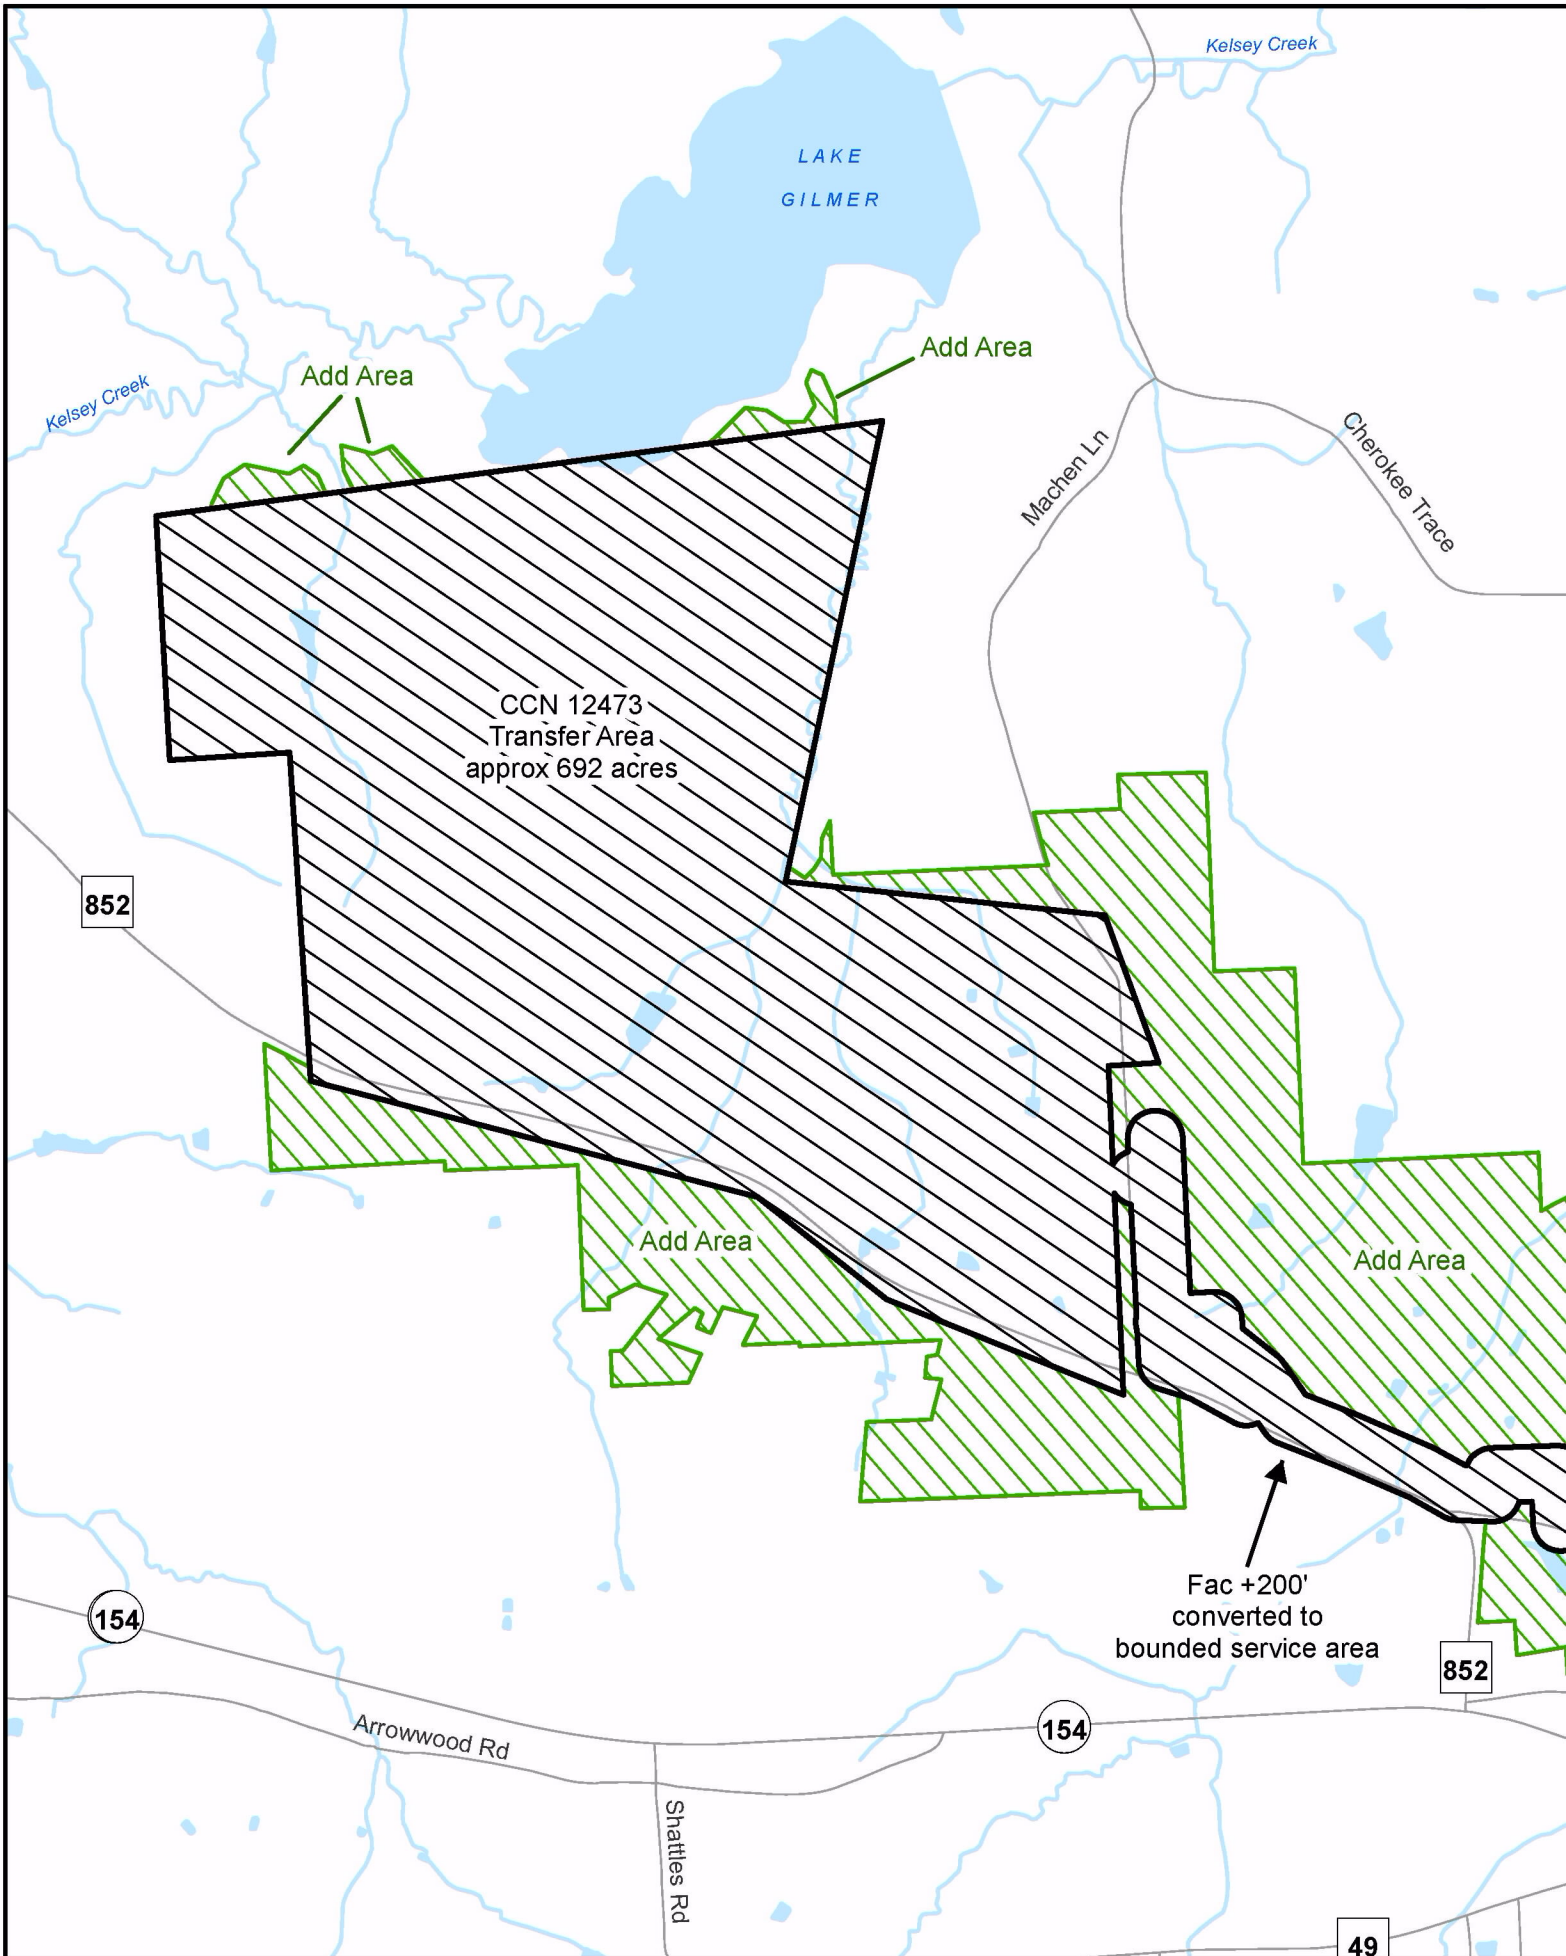 Kelsey Creek
LAKE
GILMER
Add Area
Add Area
Kelsey Creek
Machen Ln
Cherokee Trace
CCN 12473
Transfer Area
approx 692 acres
852
Add Area
Add Area
Fac +200'
converted to
bounded service area
154
852
154
Arrowwood Rd
Shattles Rd
49